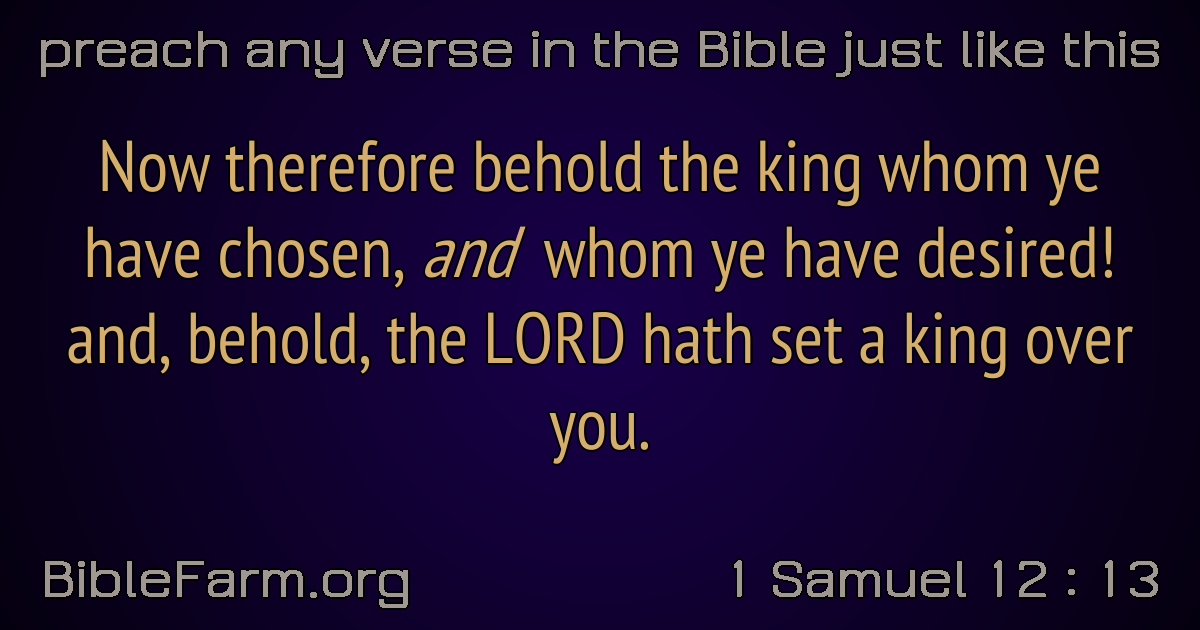 preach any verse in the Bible just like this
Now therefore behold the king whom ye
have chosen, and whom ye have desired!
and, behold, the LORD hath set a king over
you.
BibleFarm.org
1 Samuel 12 : 13